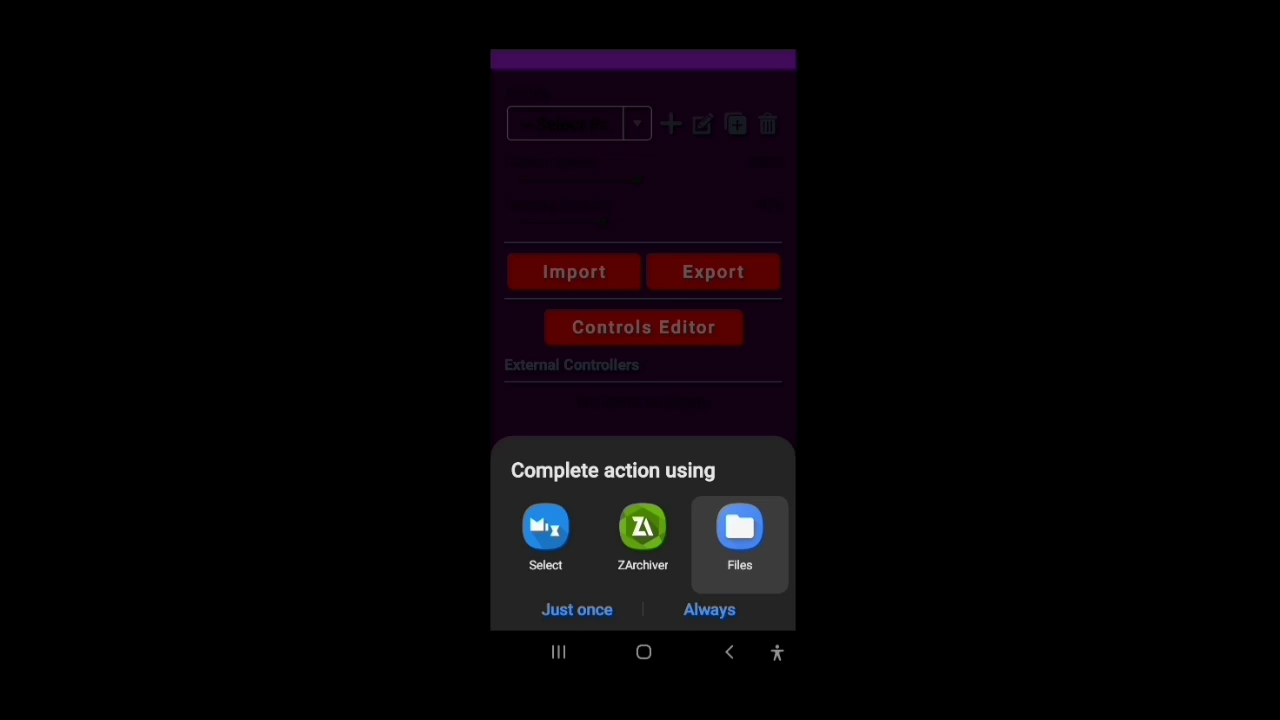 Import Export
Controls Editor
External Controllers
Complete action using
Select ZArchiver Files
Just once Always